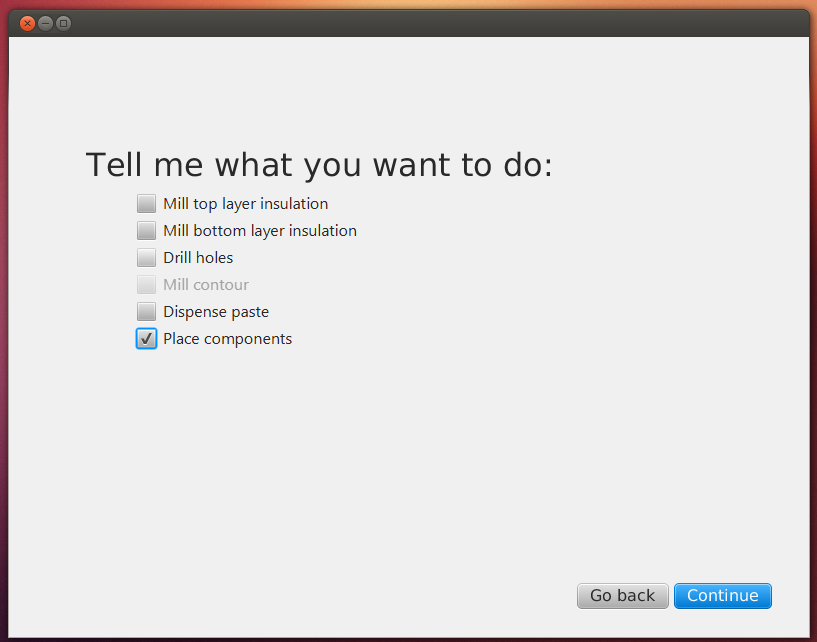 Tell me what you want to do:
Mill top layer insulation
Mill bottom layer insulation
Drill holes
Mill contour
Dispense paste
Place components
Go back
Continue